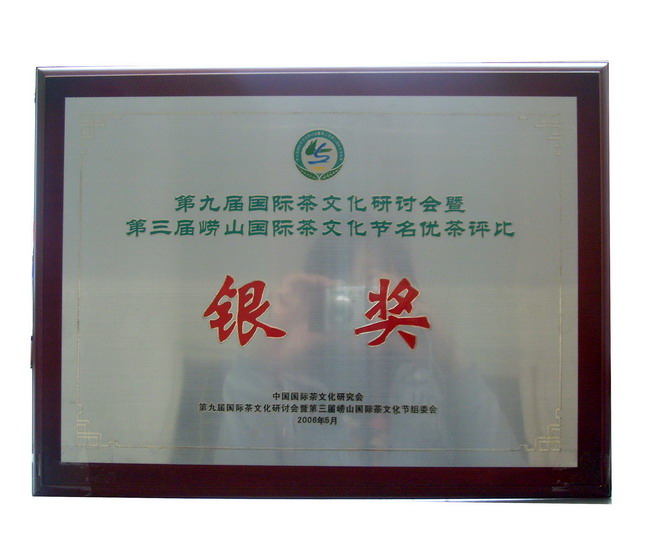 第九届国际茶文化研讨会暨
第三届崂山国际茶文化节名优茶评比
银 奖
中国国际茶文化研究会
第九届国际茶文化研讨会暨第三届崂山国际茶文化节组委会
2006年5月